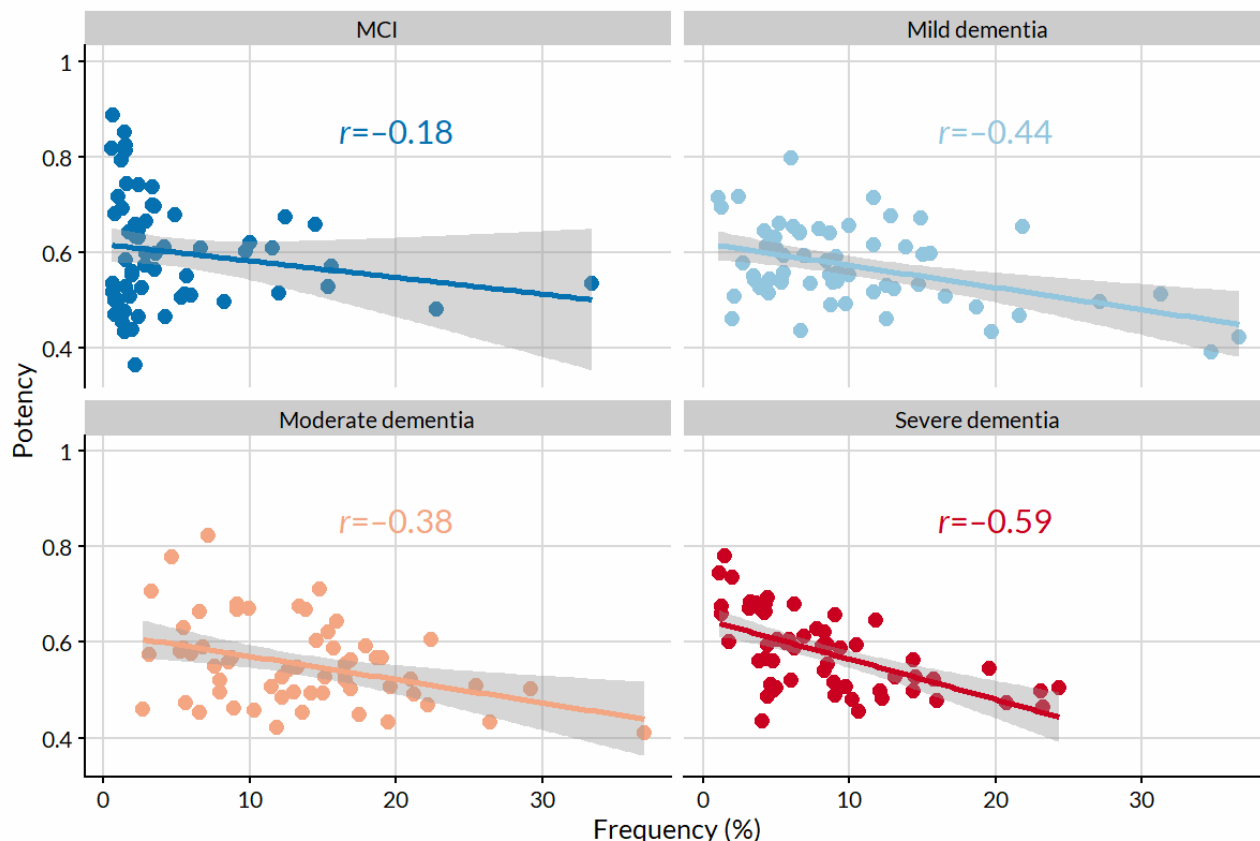 MCI
Mild dementia
1
0.8
0.6
0.4
r=−0.18
r=−0.44
Potency
Moderate dementia
Severe dementia
1
0.8
0.6
0.4
r=−0.38
r=−0.59
0
10
20
30
0
10
20
30
Frequency (%)